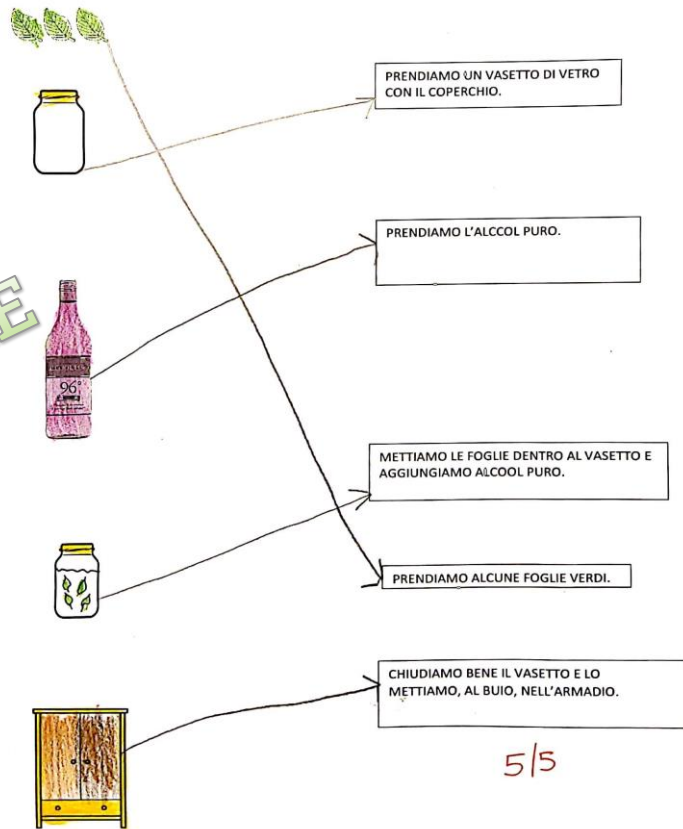 PRENDIAMO UN VASETTO DI VETRO
CON IL COPERCHIO.
PRENDIAMO L'ALCCOL PURO.
E
96°
METTIAMO LE FOGLIE DENTRO AL VASETTO E
AGGIUNGIAMO ALCOOL PURO.
PRENDIAMO ALCUNE FOGLIE VERDI.
CHIUDIAMO BENE IL VASETTO E LO
METTIAMO, AL BUIO, NELL'ARMADIO.
5/5